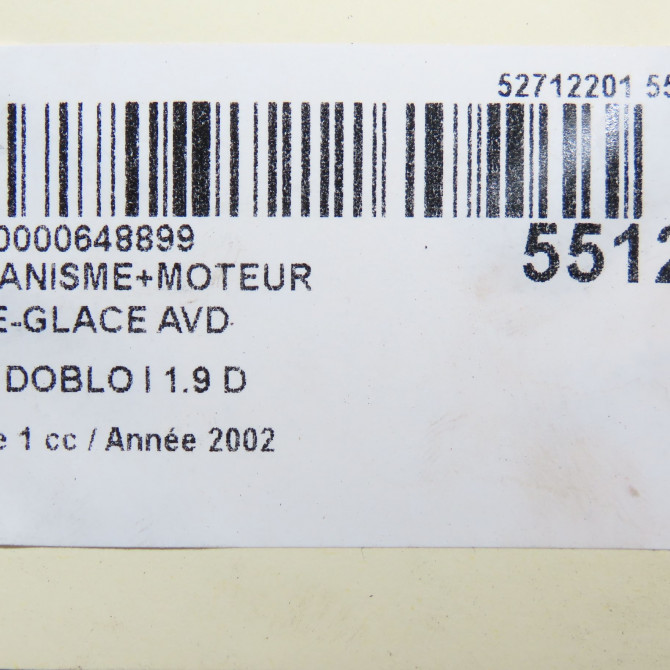 52712201 55
0000648899
5512
ANISME+MOTEUR
E-GLACE AVD
DOBLO I 1.9 D
e 1 cc / Année 2002